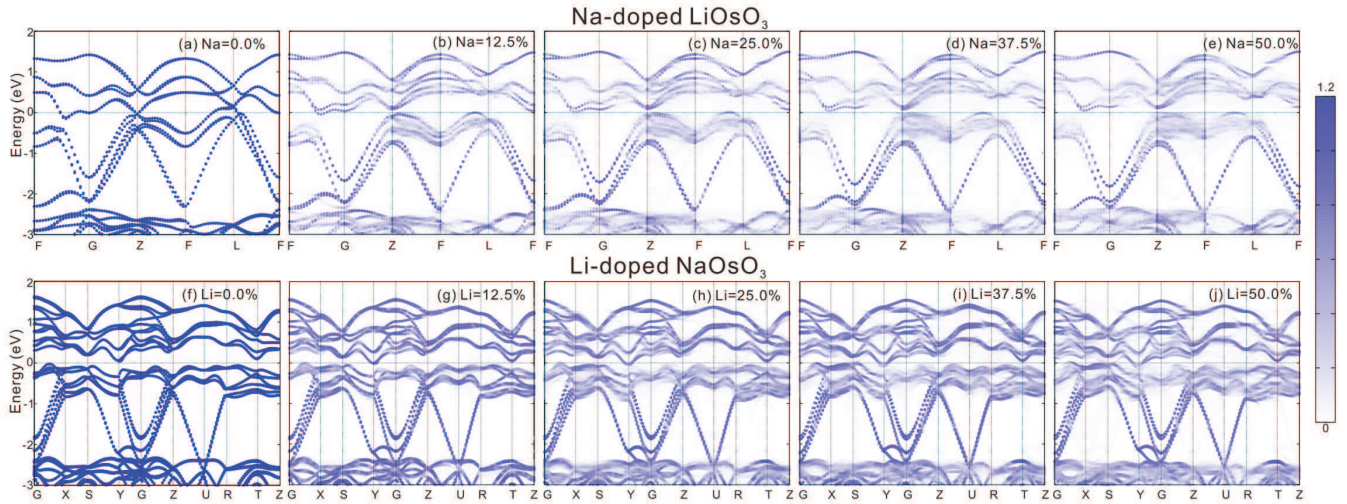 Na-doped LiOsO₃
(a) Na=0.0%
(b) Na=12.5%
(c) Na=25.0%
(d) Na=37.5%
(e) Na=50.0%
Energy (eV)
2
1
0
-1
-2
-3
F G Z F L F
F G Z F L F
F G Z F L F
F G Z F L F
F G Z F L F
1.2
0
Li-doped NaOsO₃
(f) Li=0.0%
(g) Li=12.5%
(h) Li=25.0%
(i) Li=37.5%
(j) Li=50.0%
Energy (eV)
2
1
0
-1
-2
-3
G X S Y G Z U R T Z
G X S Y G Z U R T Z
G X S Y G Z U R T Z
G X S Y G Z U R T Z
G X S Y G Z U R T Z